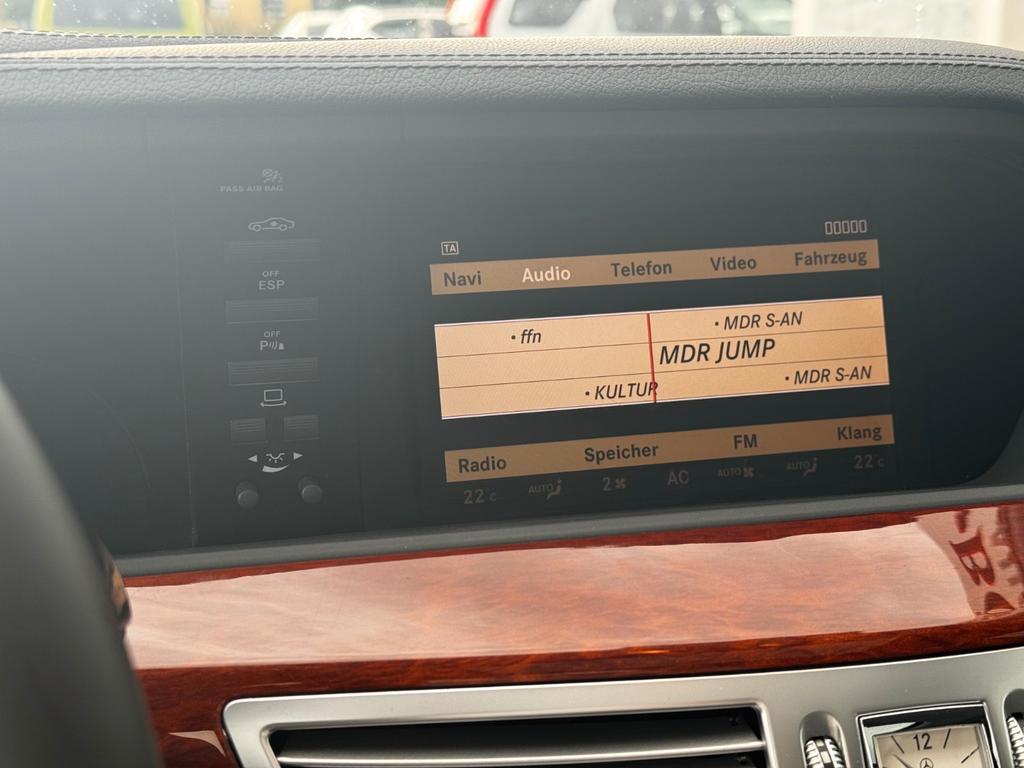 PASS AIR BAG
OFF
ESP
OFF
P
TA
Navi Audio Telefon Video Fahrzeug
• ffn • MDR S-AN
MDR JUMP
• KULTUR • MDR S-AN
Radio Speicher FM Klang
22°C AUTO 2 AC AUTO AUTO 22°C
12